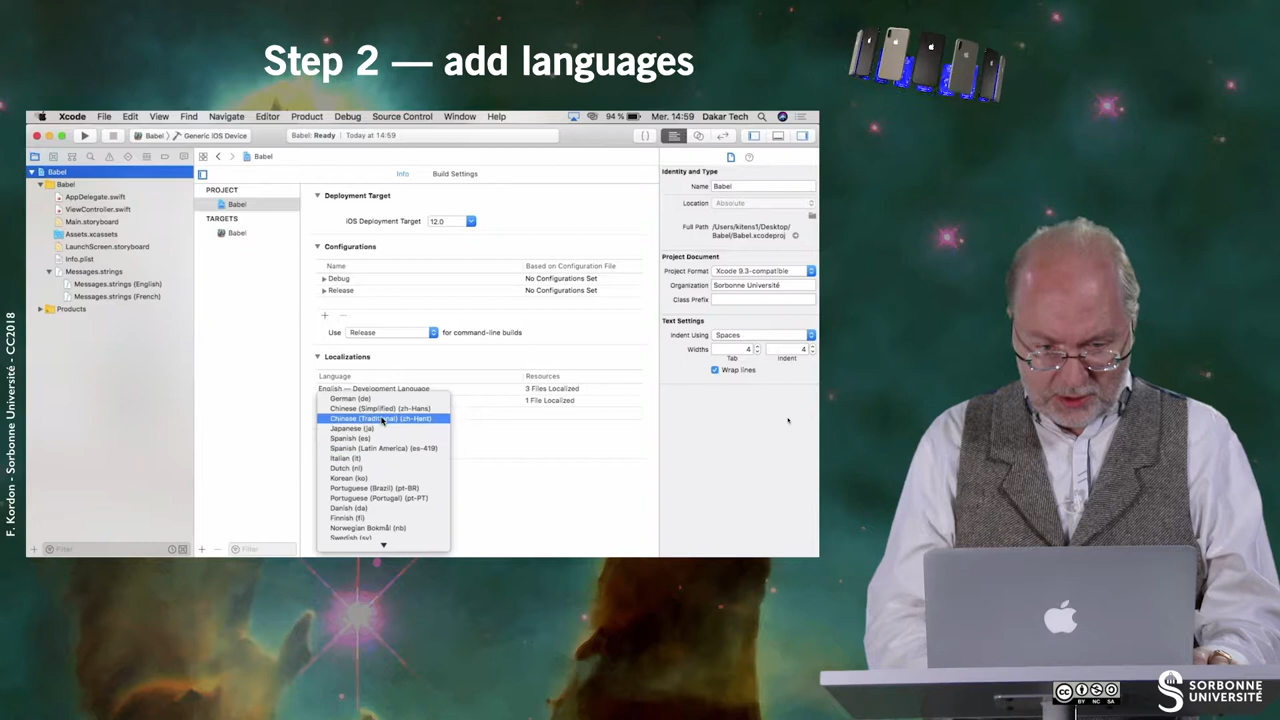 Step 2 — add languages
Xcode File Edit View Find Navigate Editor Product Debug Source Control Window Help 94 % Mer. 14:59 Dakar Tech
Babel Generic iOS Device Babel: Ready Today at 14:59
Babel
Babel
Babel
AppDelegate.swift
ViewController.swift
Main.storyboard
Assets.xcassets
LaunchScreen.storyboard
Info.plist
Messages.strings
Messages.strings (English)
Messages.strings (French)
Products
Filter
Info Build Settings
PROJECT
Babel
TARGETS
Babel
Filter
Deployment Target
iOS Deployment Target 12.0
Configurations
Name Based on Configuration File
Debug No Configurations Set
Release No Configurations Set
Use Release for command-line builds
Localizations
Language Resources
English — Development Language 3 Files Localized
1 File Localized
German (de)
Chinese (Simplified) (zh-Hans)
Chinese (Traditional) (zh-Hant)
Japanese (ja)
Spanish (es)
Spanish (Latin America) (es-419)
Italian (it)
Dutch (nl)
Korean (ko)
Portuguese (Brazil) (pt-BR)
Portuguese (Portugal) (pt-PT)
Danish (da)
Finnish (fi)
Norwegian Bokmål (nb)
Swedish (sv)
Identity and Type
Name Babel
Location Absolute
Full Path /Users/kitens1/Desktop/
Babel/Babel.xcodeproj
Project Document
Project Format Xcode 9.3-compatible
Organization Sorbonne Université
Class Prefix
Text Settings
Indent Using Spaces
Widths 4 4
Tab Indent
Wrap lines
F. Kordon - Sorbonne Université - CC2018
CC BY NC SA
SORBONNE
UNIVERSITÉ